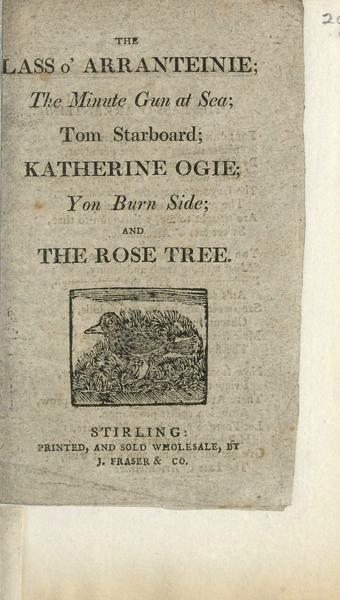 THE
LASS o' ARRANTEINIE;
The Minute Gun at Sea;
Tom Starboard;
KATHERINE OGIE;
Yon Burn Side;
AND
THE ROSE TREE.
STIRLING:
PRINTED, AND SOLD WHOLESALE, BY
J. FRASER & CO.